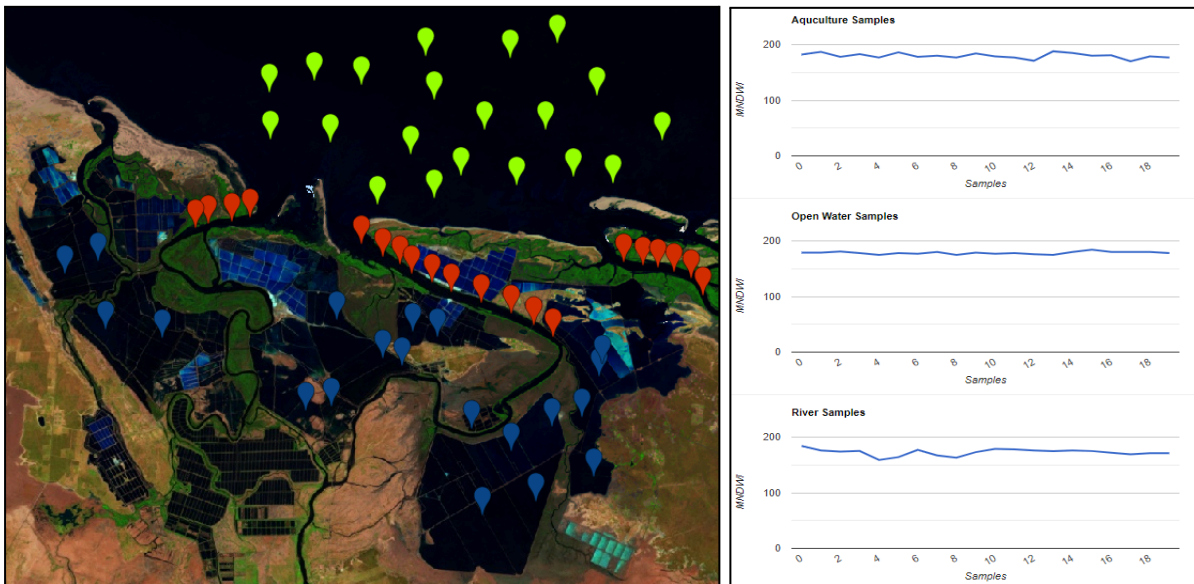 Aquculture Samples
200
100
0
MNDWI
0 2 4 6 8 10 12 14 16 18
Samples
Open Water Samples
200
100
0
MNDWI
0 2 4 6 8 10 12 14 16 18
Samples
River Samples
200
100
0
MNDWI
0 2 4 6 8 10 12 14 16 18
Samples